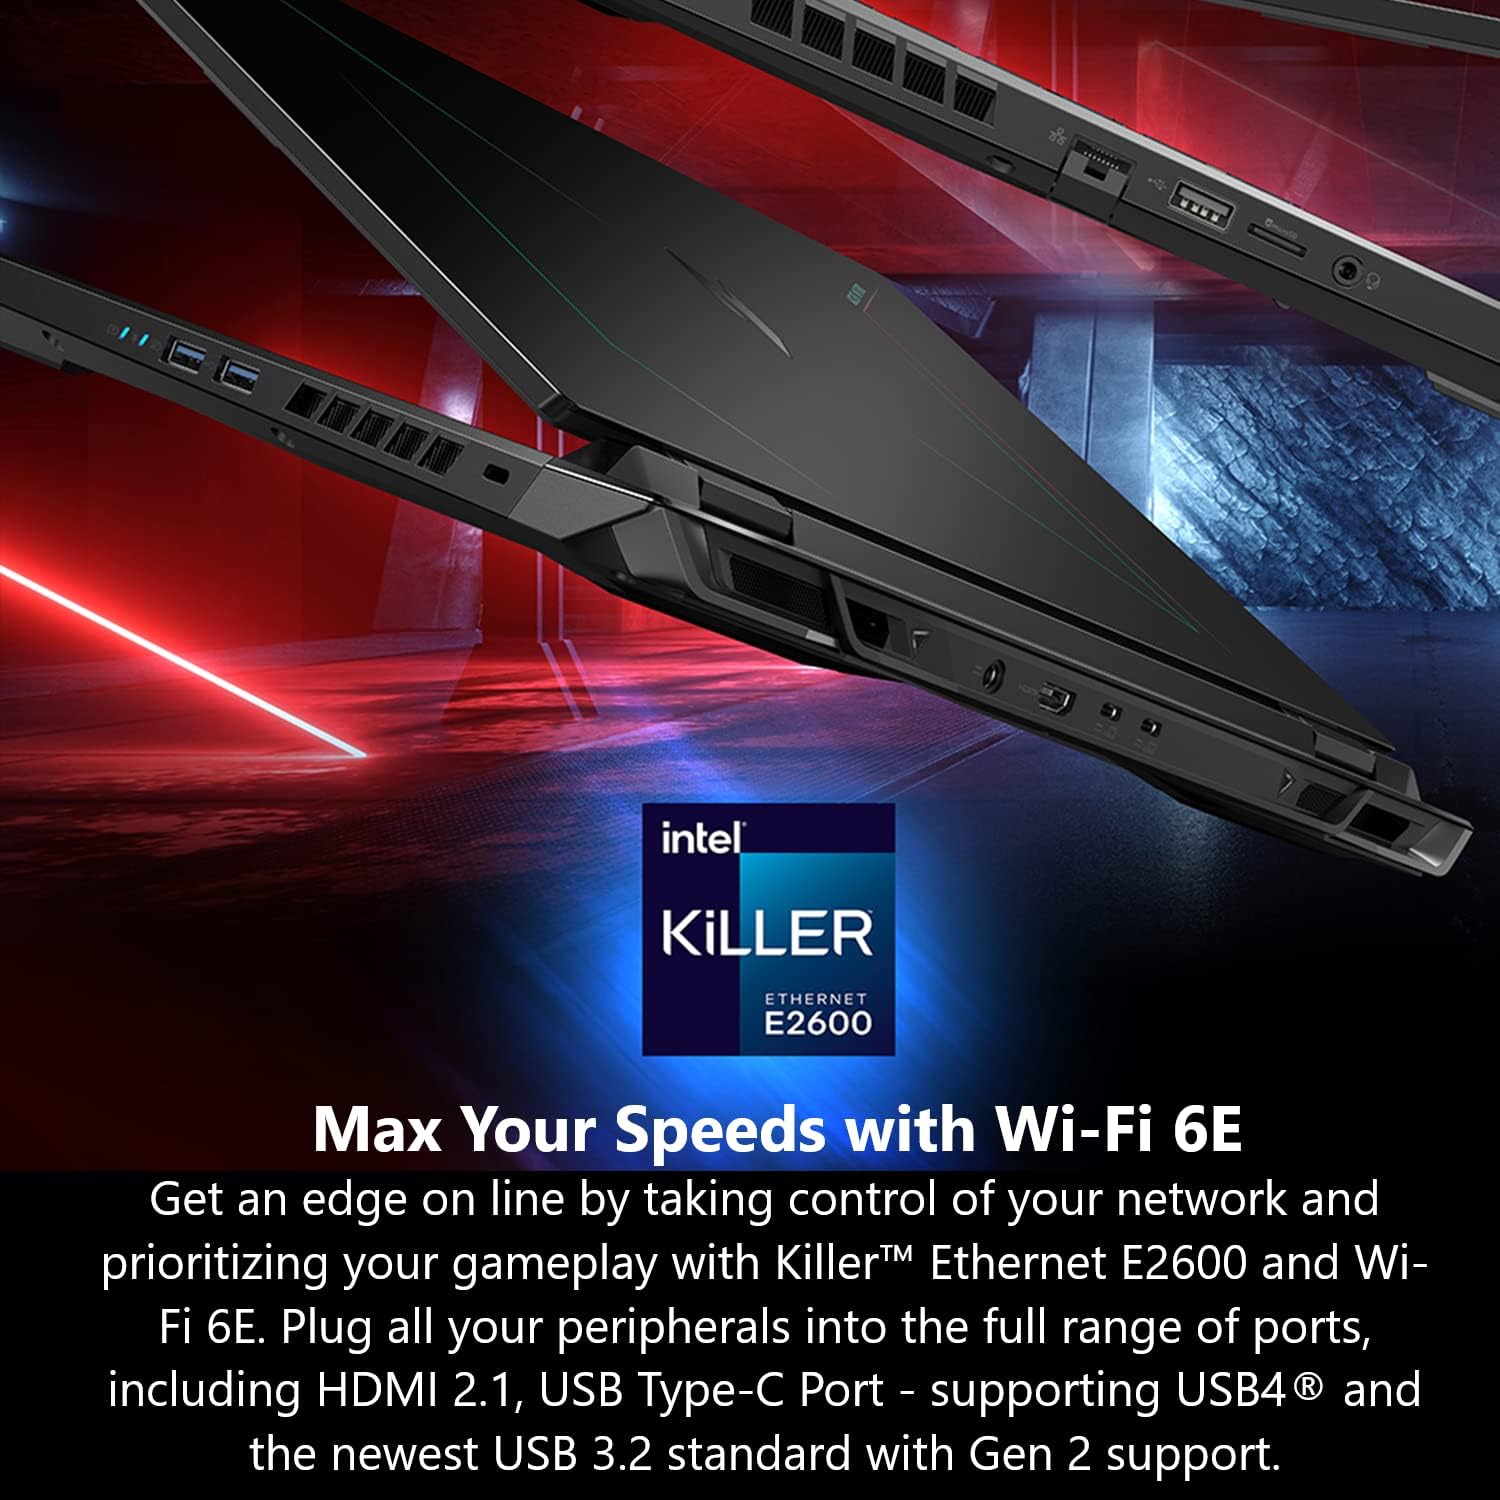 microSD
HDMI
intel
KiLLER™
ETHERNET
E2600
Max Your Speeds with Wi-Fi 6E
Get an edge on line by taking control of your network and
prioritizing your gameplay with Killer™ Ethernet E2600 and Wi-
Fi 6E. Plug all your peripherals into the full range of ports,
including HDMI 2.1, USB Type-C Port - supporting USB4® and
the newest USB 3.2 standard with Gen 2 support.